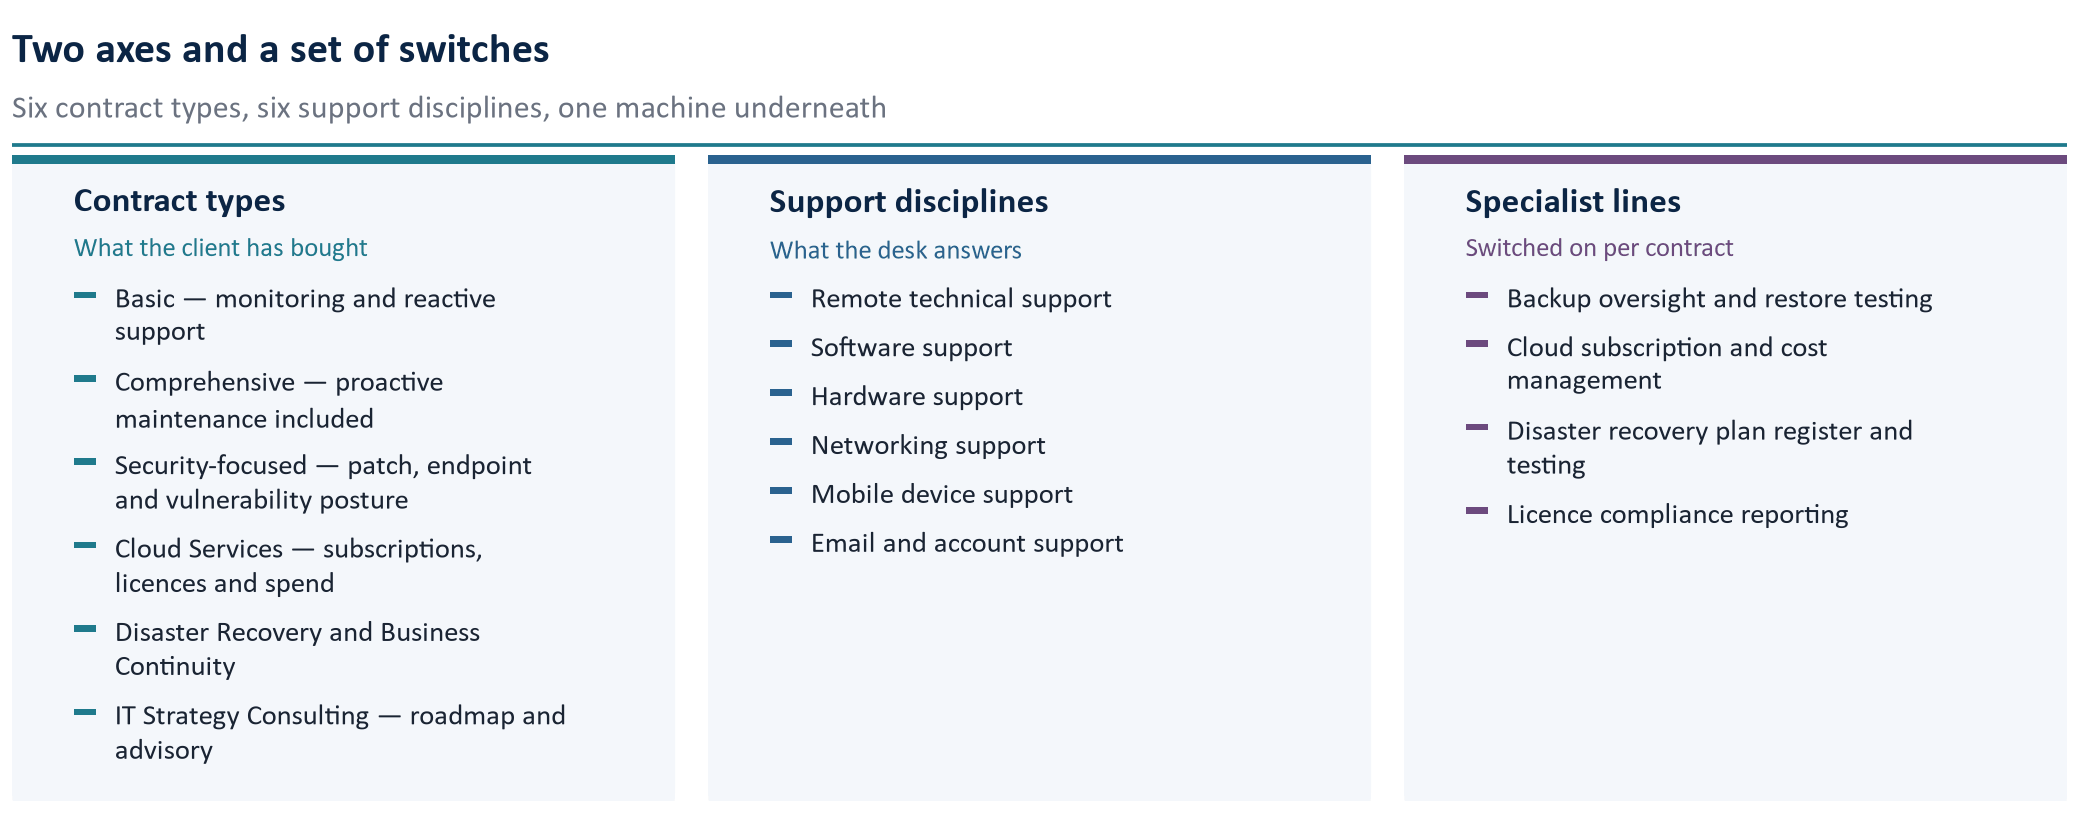 Two axes and a set of switches
Six contract types, six support disciplines, one machine underneath
Contract types
What the client has bought
Basic — monitoring and reactive
support
Comprehensive — proactive
maintenance included
Security-focused — patch, endpoint
and vulnerability posture
Cloud Services — subscriptions,
licences and spend
Disaster Recovery and Business
Continuity
IT Strategy Consulting — roadmap and
advisory
Support disciplines
What the desk answers
Remote technical support
Software support
Hardware support
Networking support
Mobile device support
Email and account support
Specialist lines
Switched on per contract
Backup oversight and restore testing
Cloud subscription and cost
management
Disaster recovery plan register and
testing
Licence compliance reporting